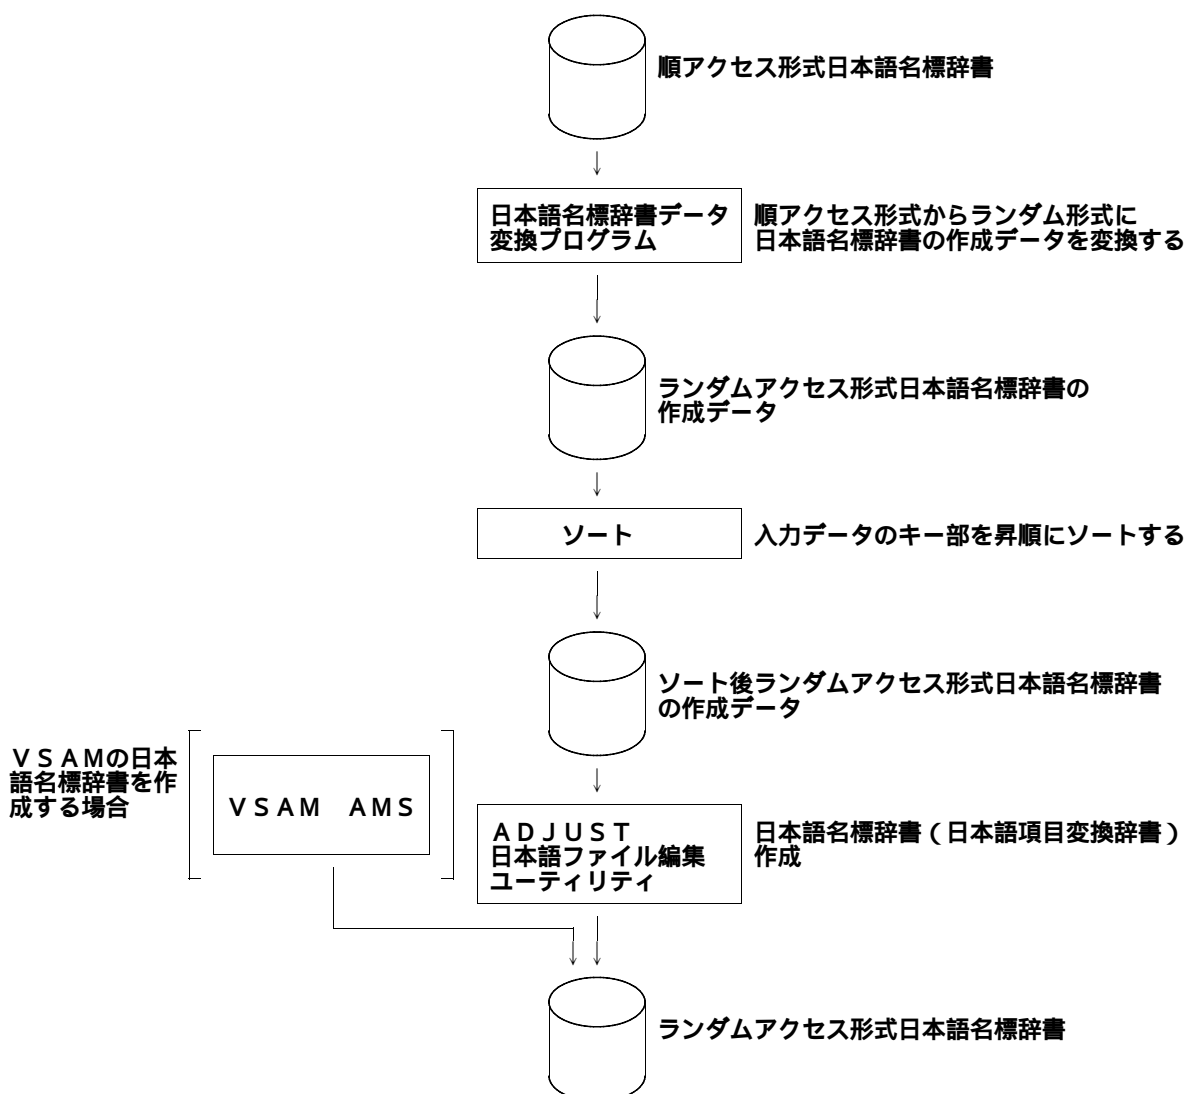 順アクセス形式日本語名標辞書
日本語名標辞書データ
変換プログラム
順アクセス形式からランダム形式に
日本語名標辞書の作成データを変換する
ランダムアクセス形式日本語名標辞書の
作成データ
ソート
入力データのキー部を昇順にソートする
ソート後ランダムアクセス形式日本語名標辞書
の作成データ
ＶＳＡＭの日本
語名標辞書を作
成する場合
ＶＳＡＭ　ＡＭＳ
ＡＤＪＵＳＴ
日本語ファイル編集
ユーティリティ
日本語名標辞書（日本語項目変換辞書）
作成
ランダムアクセス形式日本語名標辞書